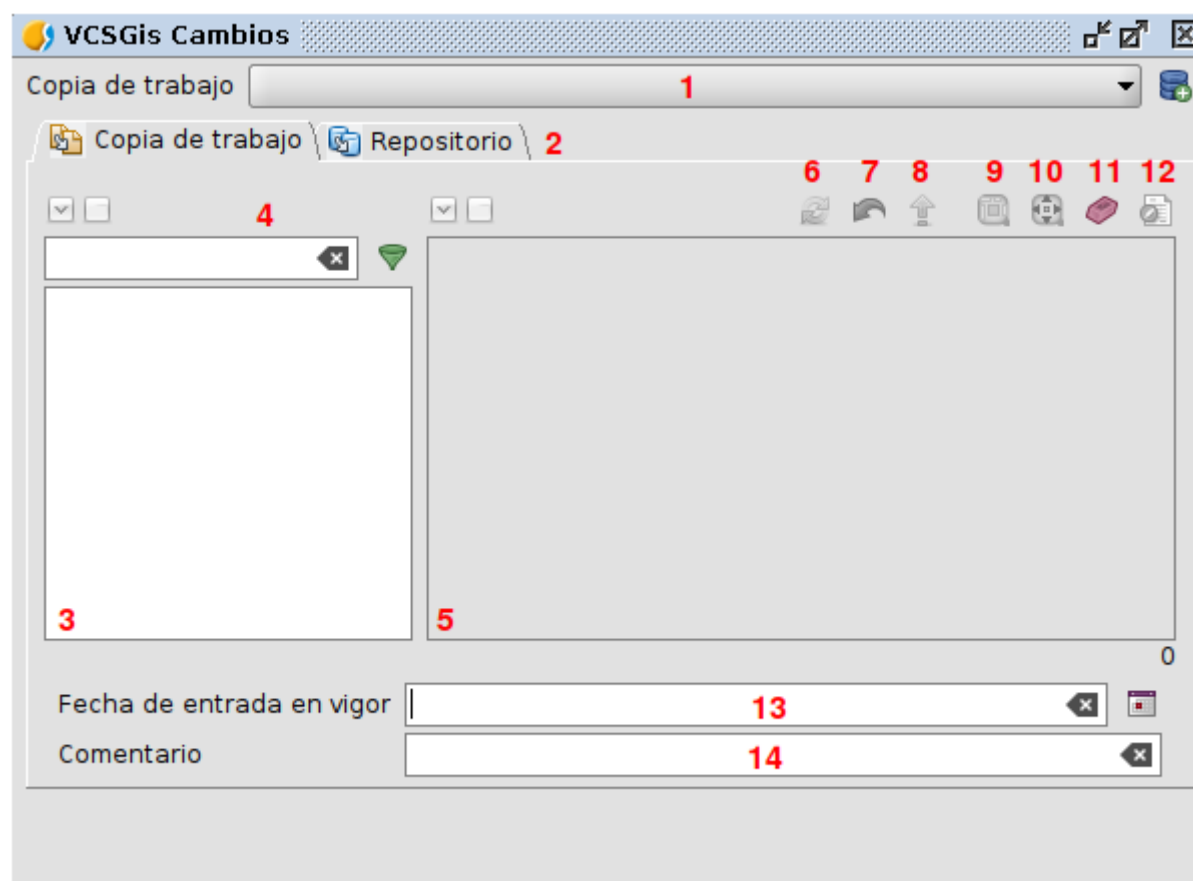 VCSGis Cambios
Copia de trabajo 1
Copia de trabajo Repositorio 2
6 7 8 9 10 11 12
4
3 5
0
Fecha de entrada en vigor 13
Comentario 14